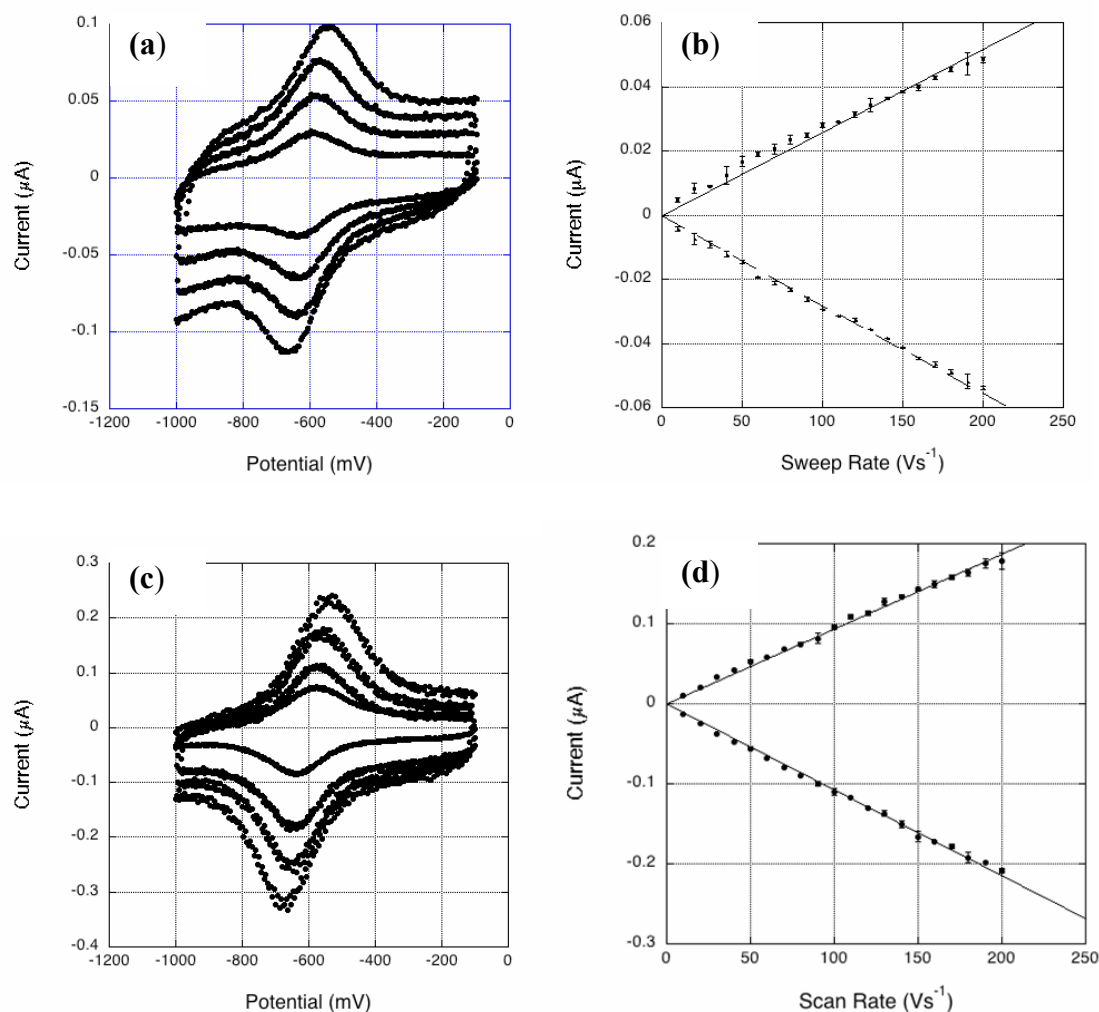 (a)
0.1
0.05
0
-0.05
-0.1
-0.15
-1200 -1000 -800 -600 -400 -200 0
Current (µA)
Potential (mV)
(b)
0.06
0.04
0.02
0
-0.02
-0.04
-0.06
0 50 100 150 200 250
Current (µA)
Sweep Rate (Vs⁻¹)
(c)
0.3
0.2
0.1
0
-0.1
-0.2
-0.3
-0.4
-1200 -1000 -800 -600 -400 -200 0
Current (µA)
Potential (mV)
(d)
0.2
0.1
0
-0.1
-0.2
-0.3
0 50 100 150 200 250
Current (µA)
Scan Rate (Vs⁻¹)